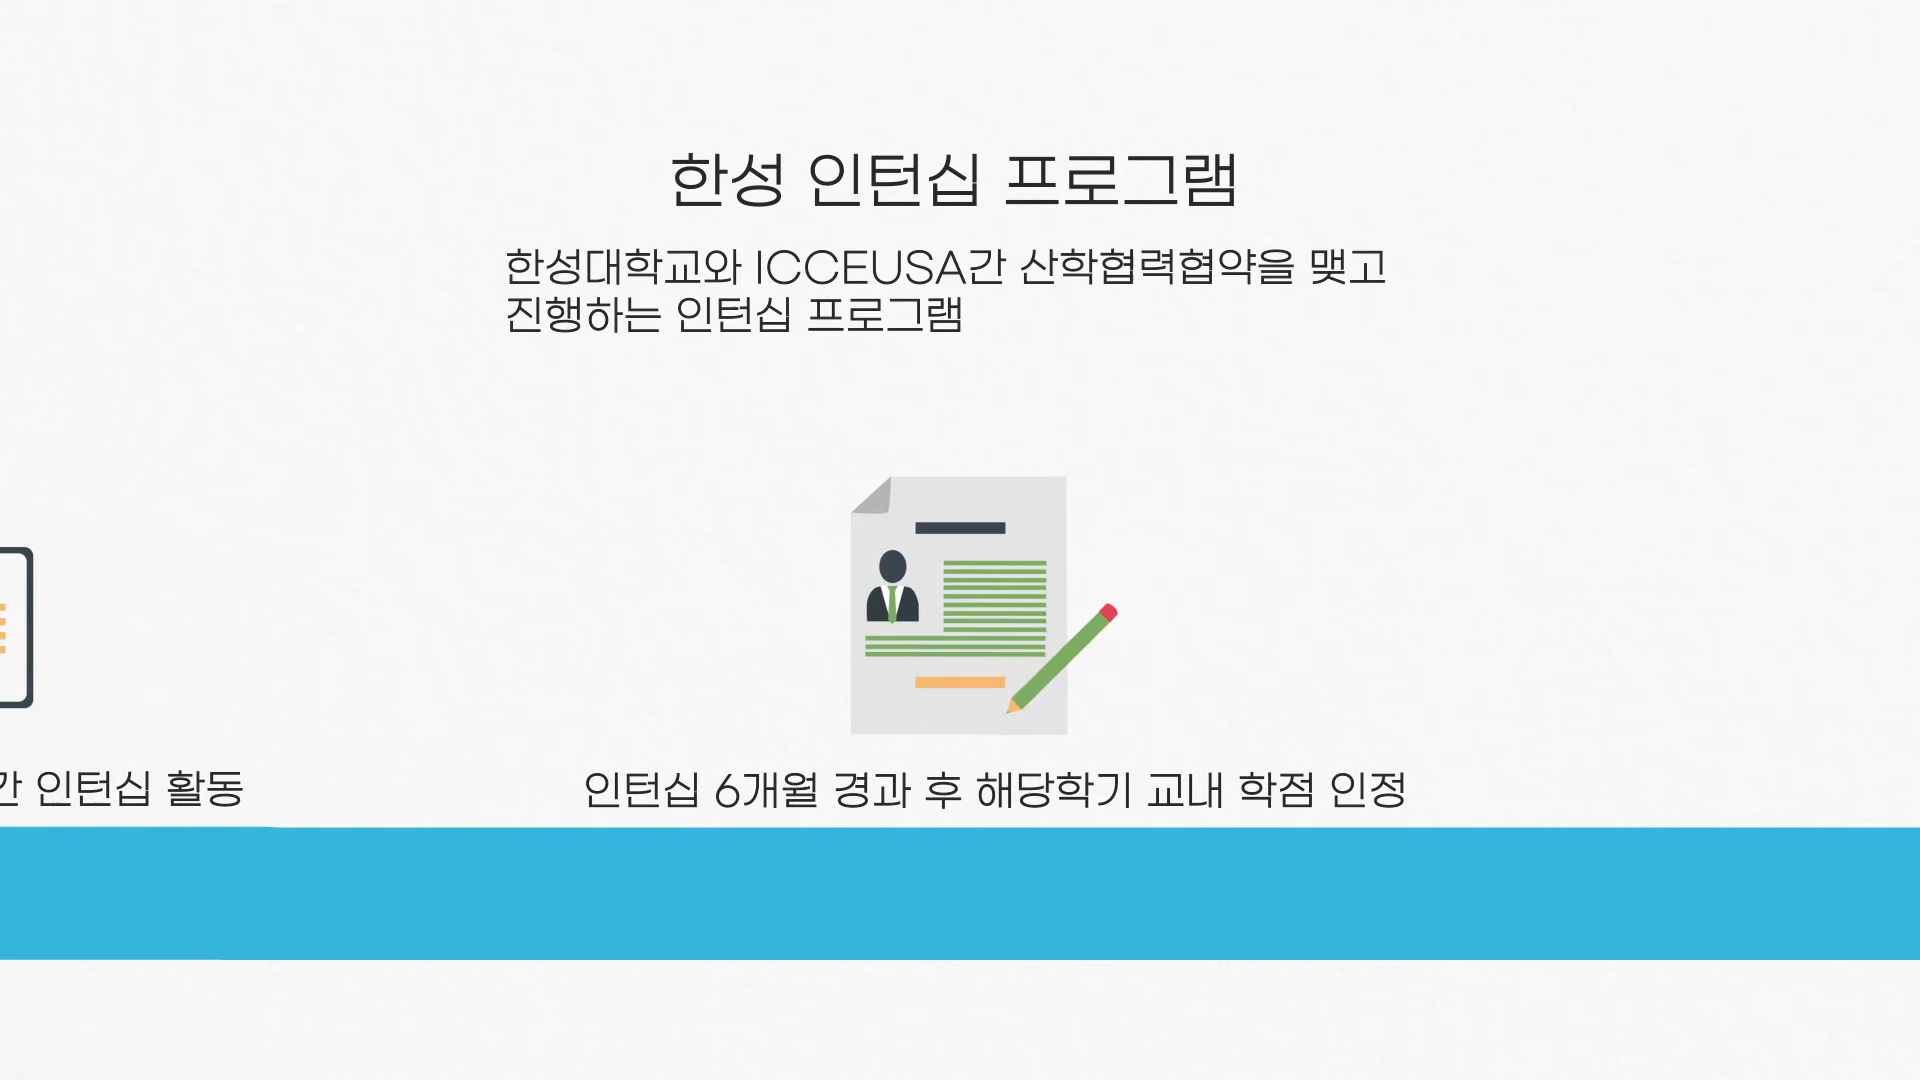 한성 인턴십 프로그램
한성대학교와 ICCEUSA간 산학협력협약을 맺고
진행하는 인턴십 프로그램
인턴십 활동
인턴십 6개월 경과 후 해당학기 교내 학점 인정